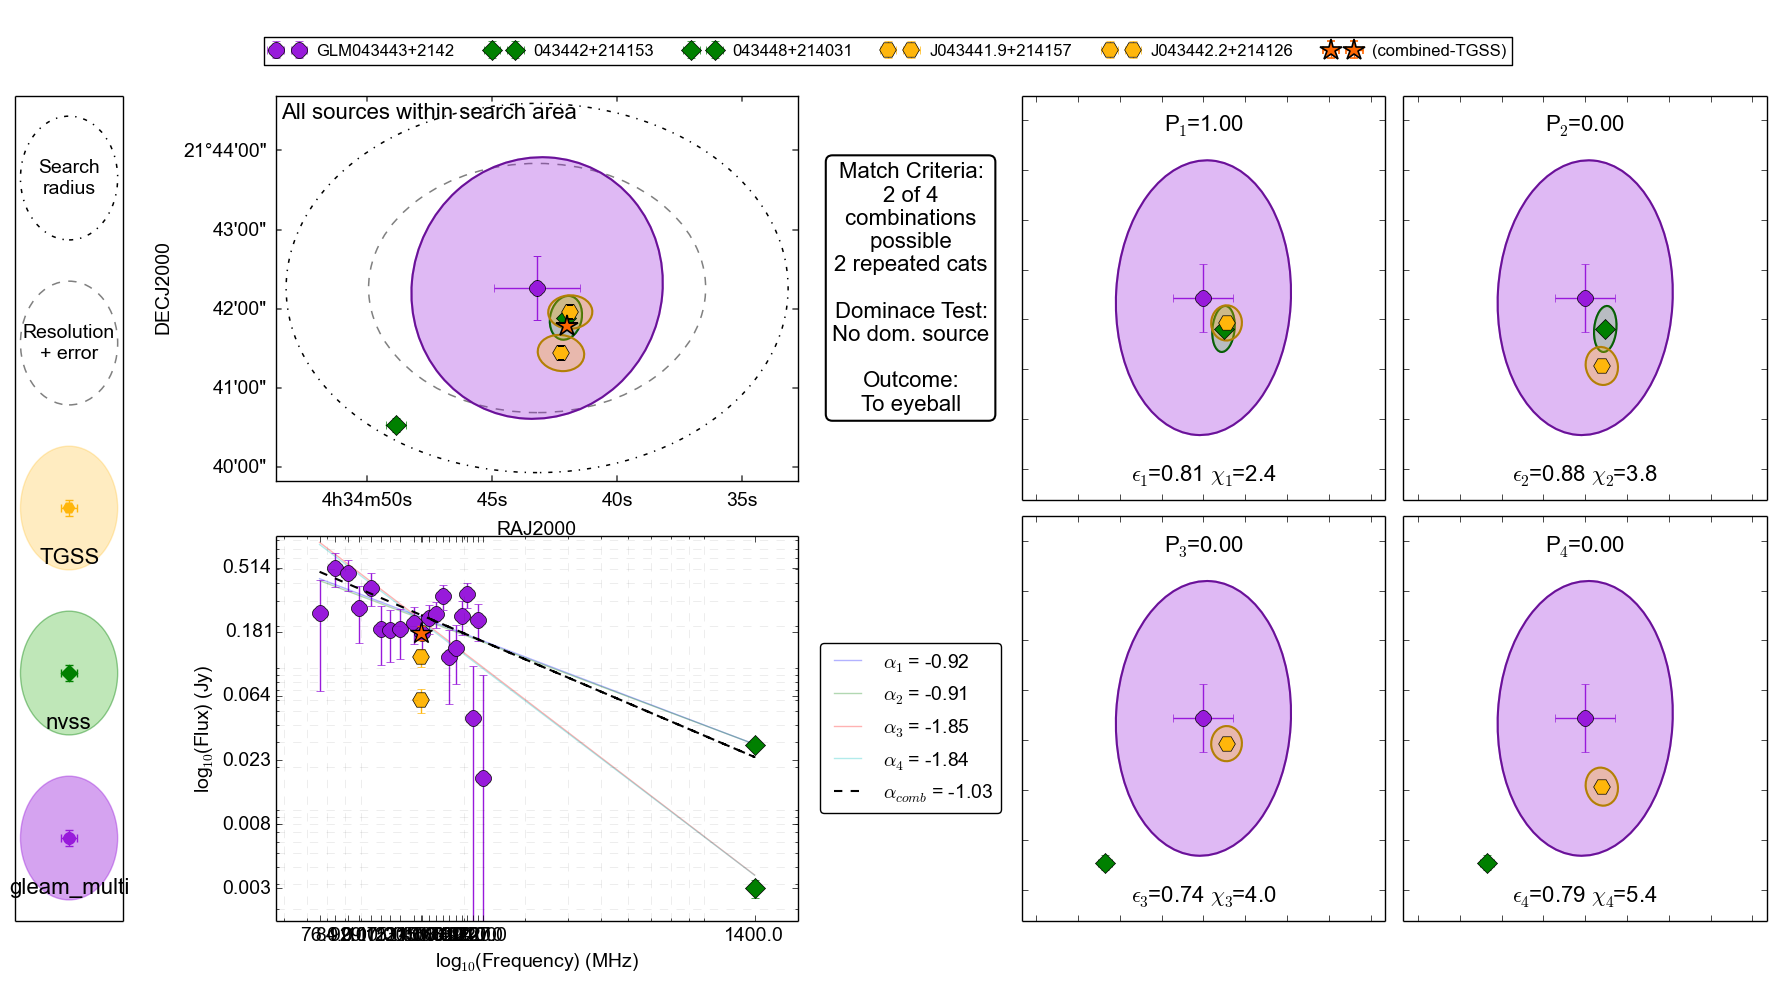 GLM043443+2142 043442+214153 043448+214031 J043441.9+214157 J043442.2+214126 (combined-TGSS)
Search
radius
Resolution
+ error
TGSS
nvss
gleam_multi
All sources within search area
DECJ2000
21°44'00"
43'00"
42'00"
41'00"
40'00"
4h34m50s 45s 40s 35s
RAJ2000
Match Criteria:
2 of 4
combinations
possible
2 repeated cats
Dominace Test:
No dom. source
Outcome:
To eyeball
P1=1.00
ϵ1=0.81 χ1=2.4
P2=0.00
ϵ2=0.88 χ2=3.8
log10(Flux) (Jy)
0.514
0.181
0.064
0.023
0.008
0.003
1400.0
log10(Frequency) (MHz)
α1 = -0.92
α2 = -0.91
α3 = -1.85
α4 = -1.84
αcomb = -1.03
P3=0.00
ϵ3=0.74 χ3=4.0
P4=0.00
ϵ4=0.79 χ4=5.4